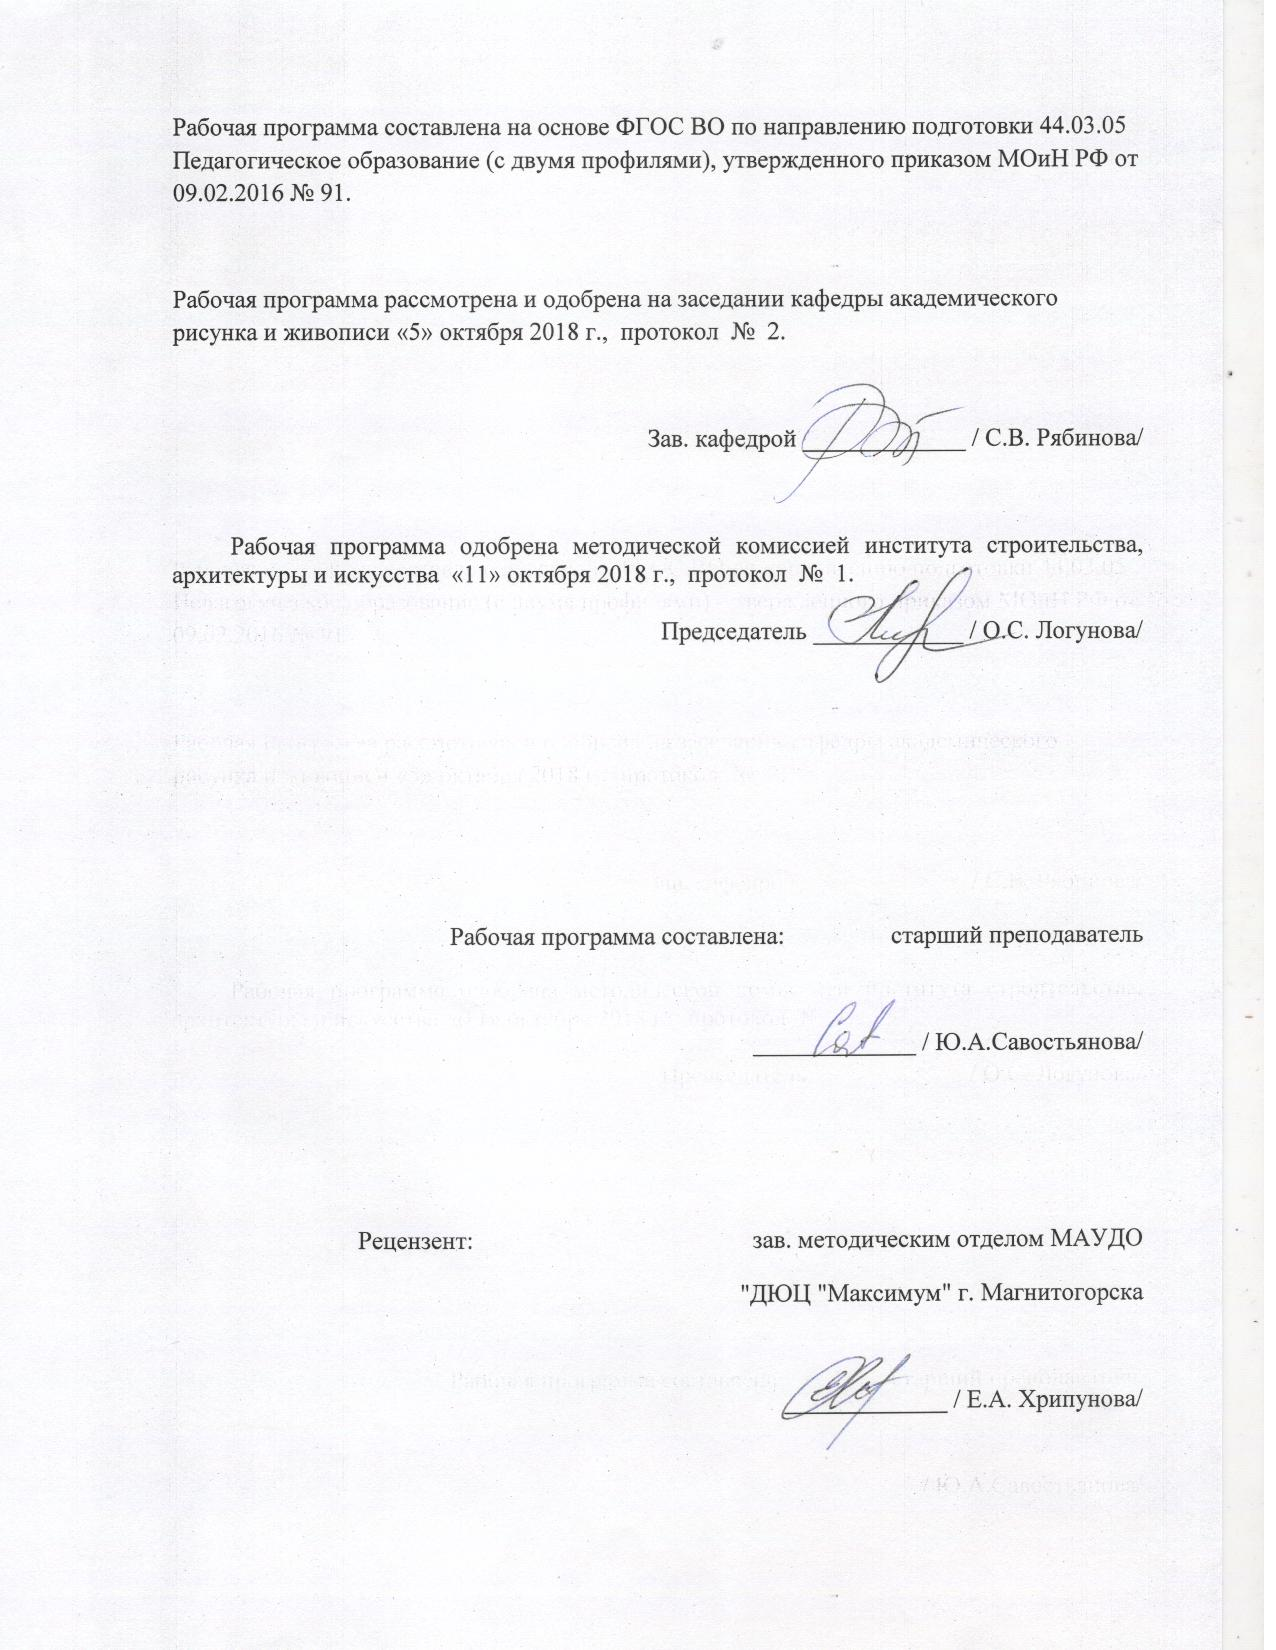 Рабочая программа составлена на основе ФГОС ВО по направлению подготовки 44.03.05
Педагогическое образование (с двумя профилями), утвержденного приказом МОиН РФ от
09.02.2016 № 91.
Рабочая программа рассмотрена и одобрена на заседании кафедры академического
рисунка и живописи «5» октября 2018 г., протокол № 2.
Зав. кафедрой _____________ / С.В. Рябинова/
Рабочая программа одобрена методической комиссией института строительства,
архитектуры и искусства «11» октября 2018 г., протокол № 1.
Председатель ____________ / О.С. Логунова/
Рабочая программа составлена: старший преподаватель
_____________ / Ю.А.Савостьянова/
Рецензент: зав. методическим отделом МАУДО
"ДЮЦ "Максимум" г. Магнитогорска
_____________ / Е.А. Хрипунова/